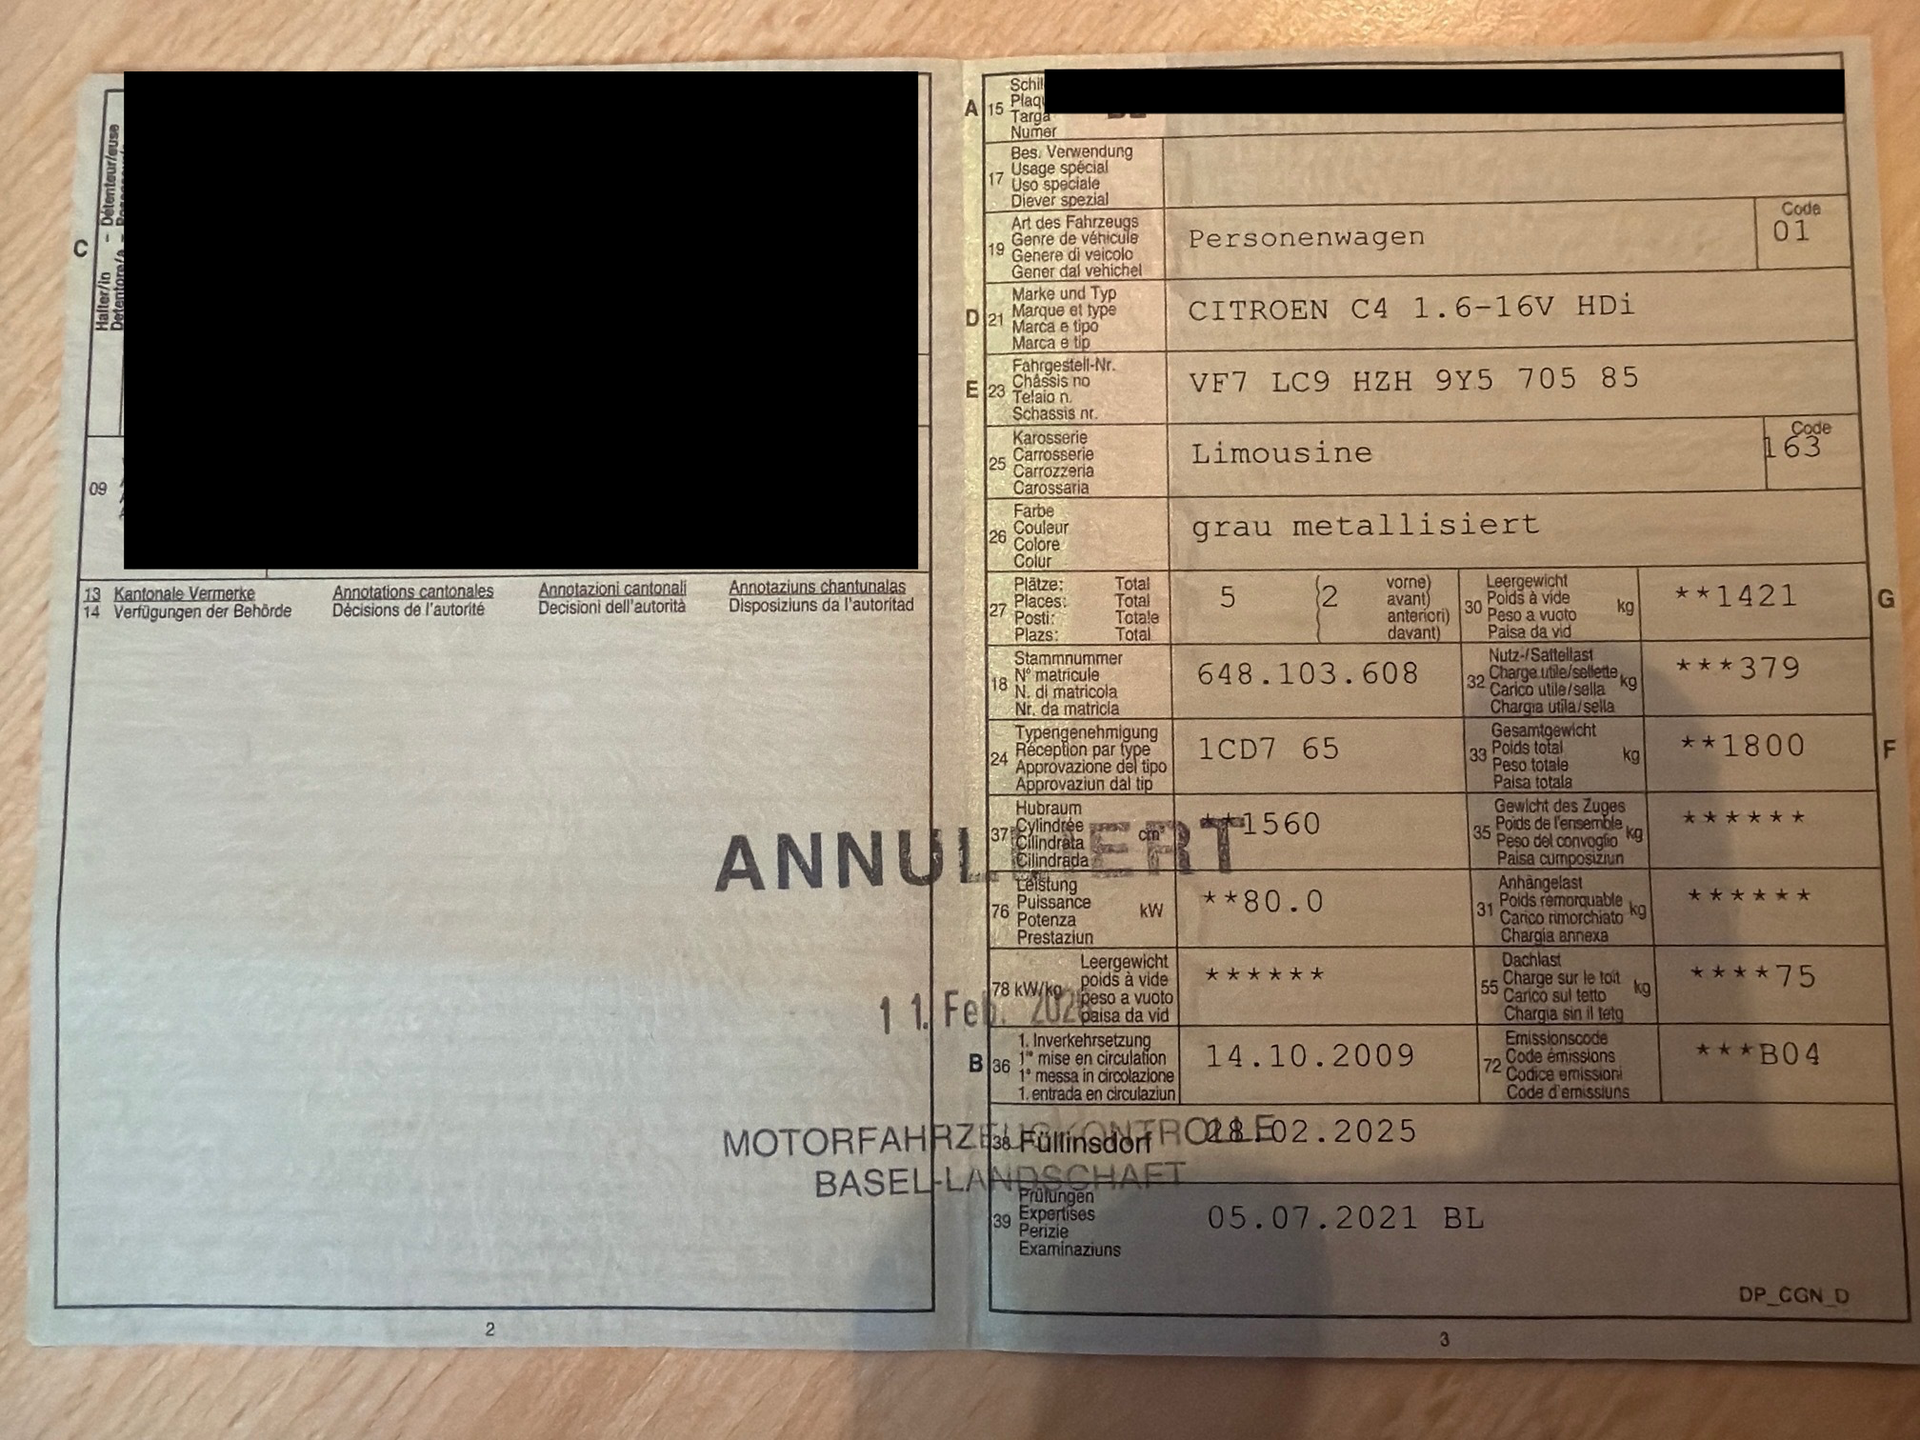 C
Halter/in - Détenteur/euse
09
13 Kantonale Vermerke Annotations cantonales Annotazioni cantonali Annotaziuns chantunalas
14 Verfügungen der Behörde Décisions de l'autorité Decisioni dell'autorità Disposiziuns da l'autoritad
ANNULLIERT
11. Feb.
MOTORFAHRZEUGKONTROLLE
BASEL-LANDSCHAFT
2
A 15
Targa
Numer
17 Bes. Verwendung
Usage spécial
Uso speciale
Diever spezial
19 Art des Fahrzeugs
Genre de véhicule
Genere di veicolo
Gener dal vehichel
Personenwagen
Code
01
D 21 Marke und Typ
Marque et type
Marca e tipo
Marca e tip
CITROEN C4 1.6-16V HDi
E 23 Fahrgestell-Nr.
Châssis no
Telaio n.
Schassis nr.
VF7 LC9 HZH 9Y5 705 85
25 Karosserie
Carrosserie
Carrozzeria
Carossaria
Limousine
Code
163
26 Farbe
Couleur
Colore
Colur
grau metallisiert
27 Plätze: Total
Places: Total
Posti: Totale
Plazs: Total
5 (2 vorne)
avant)
anteriori)
davant)
30 Leergewicht
Poids à vide kg
Peso a vuoto
Paisa da vid
**1421
G
18 Stammnummer
N° matricule
N. di matricola
Nr. da matricla
648.103.608
32 Nutz-/Sattellast
Charge utile/sellette kg
Carico utile/sella
Chargia utila/sella
***379
24 Typengenehmigung
Réception par type
Approvazione del tipo
Approvaziun dal tip
1CD7 65
33 Gesamtgewicht
Poids total kg
Peso totale
Paisa totala
**1800
F
37 Hubraum
Cylindrée cm³
Cilindrata
Cilindrada
**1560
35 Gewicht des Zuges
Poids de l'ensemble kg
Peso del convoglio
Paisa cumposiziun
******
76 Leistung
Puissance kW
Potenza
Prestaziun
**80.0
31 Anhängelast
Poids remorquable kg
Carico rimorchiato
Chargia annexa
******
78 kW/kg Leergewicht
poids à vide
peso a vuoto
paisa da vid
******
55 Dachlast
Charge sur le toit kg
Carico sul tetto
Chargia sin il tetg
****75
B 36 1. Inverkehrsetzung
1re mise en circulation
1a messa in circolazione
1. entrada en circulaziun
14.10.2009
72 Emissionscode
Code émissions
Codice emissioni
Code d'emissiuns
***B04
38 Füllinsdorf
.02.2025
39 Prüfungen
Expertises
Perizie
Examinaziuns
05.07.2021 BL
DP_CGN_D
3